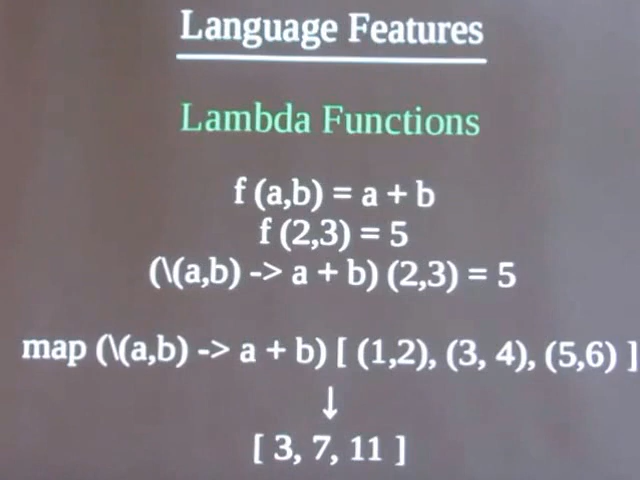 Language Features
Lambda Functions
f (a,b) = a + b
f (2,3) = 5
(\(a,b) -> a + b) (2,3) = 5
map (\(a,b) -> a + b) [ (1,2), (3, 4), (5,6) ]
↓
[ 3, 7, 11 ]